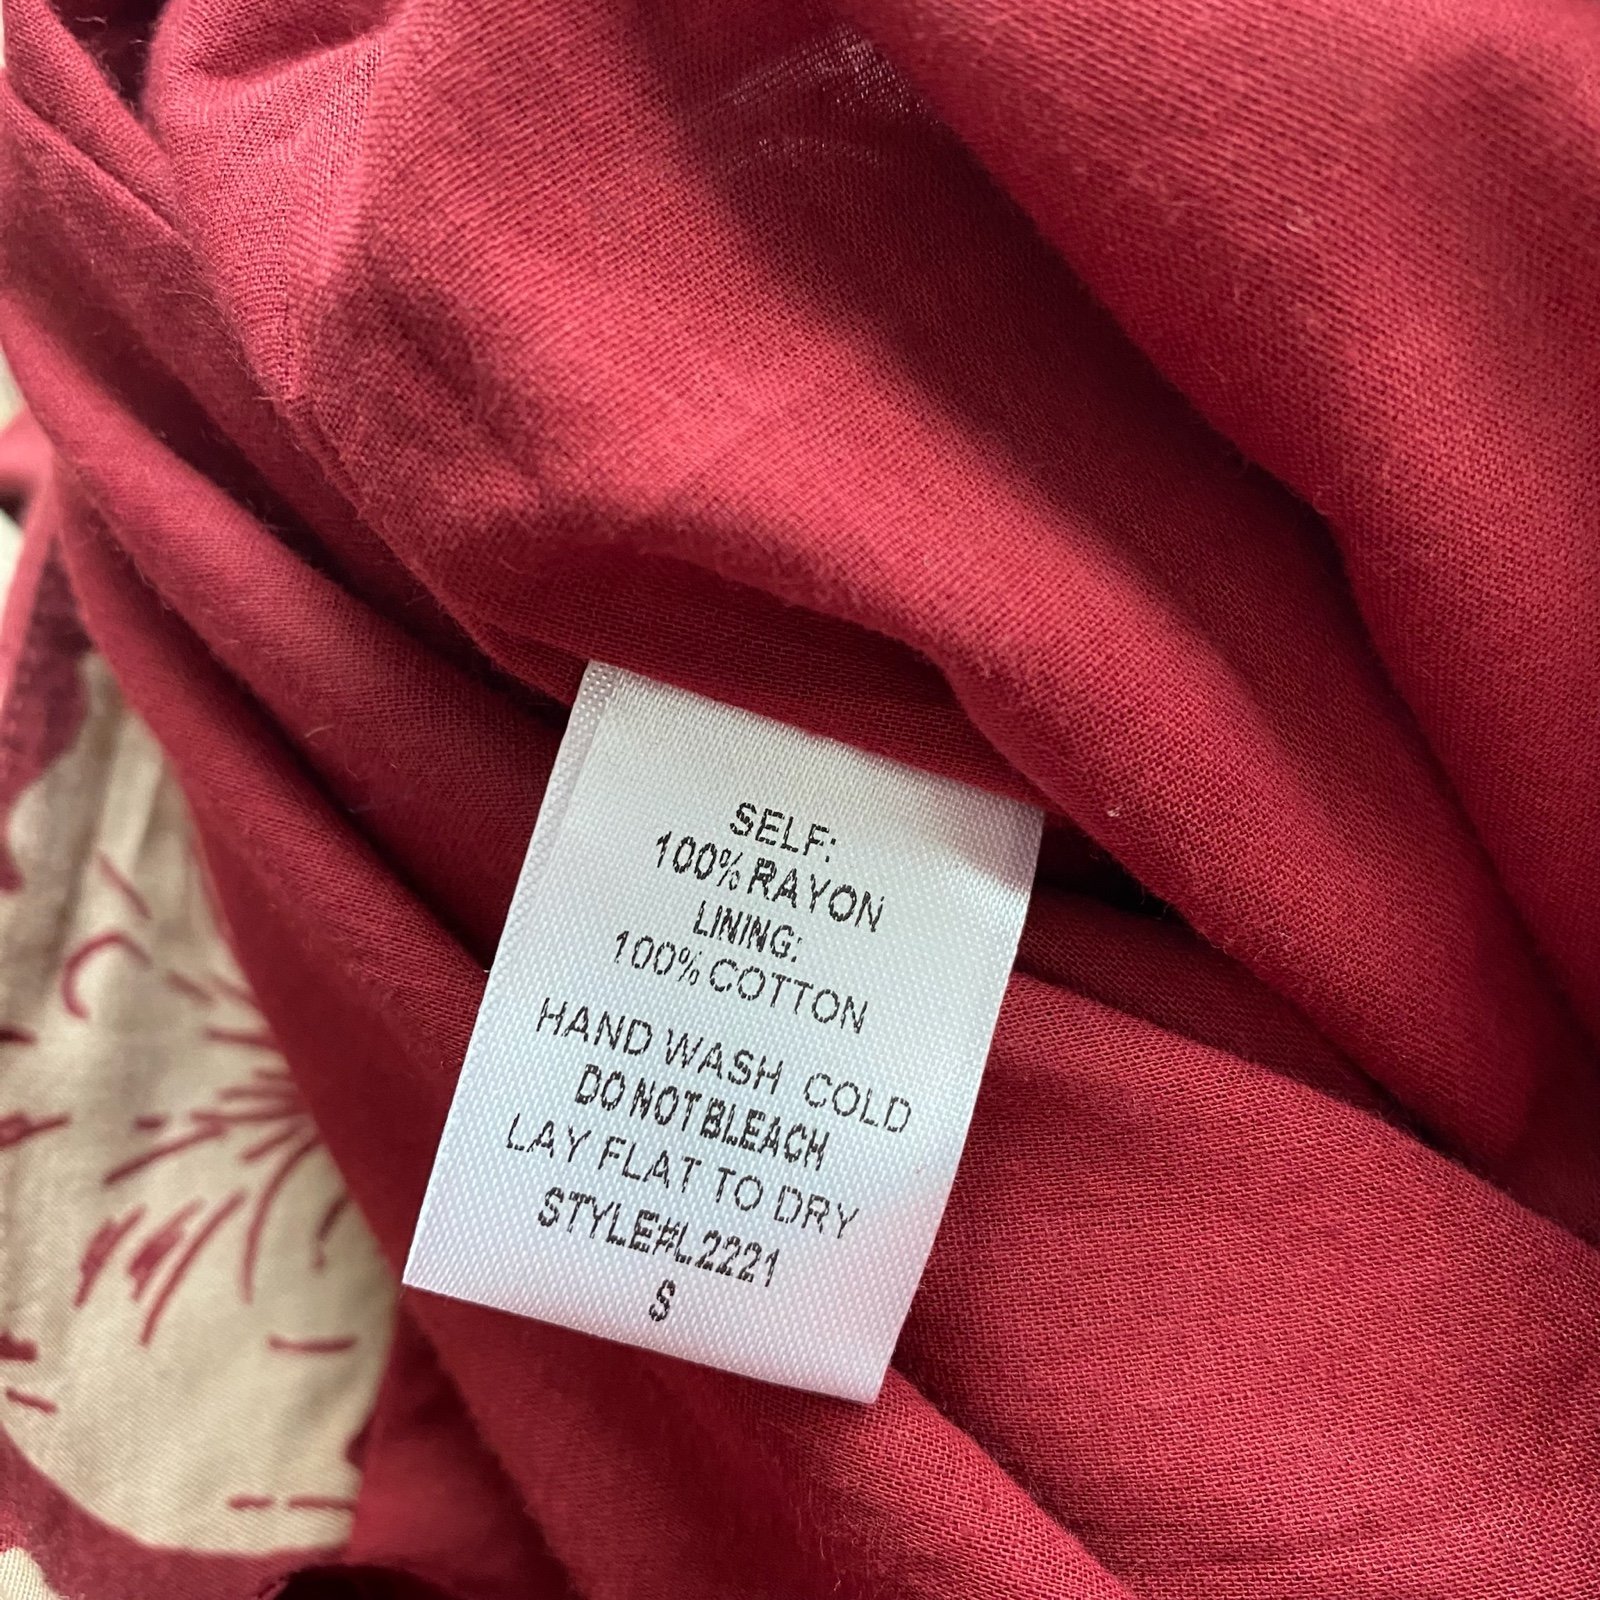 SELF:
100% RAYON
LINING:
100% COTTON
HAND WASH COLD
DO NOT BLEACH
LAY FLAT TO DRY
STYLE#L2221
S